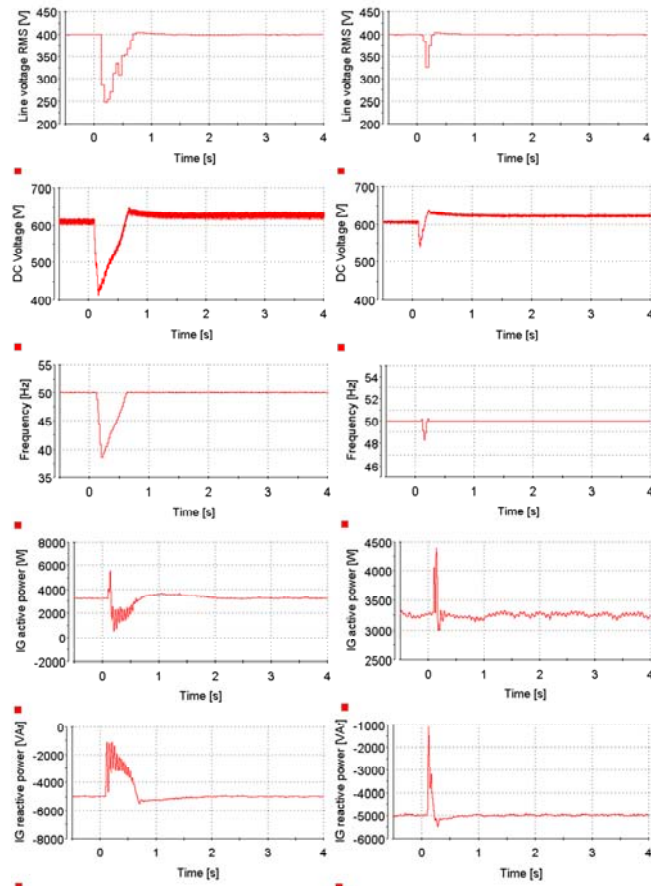 Line voltage RMS [V]
450
400
350
300
250
200
0 1 2 3 4
Time [s]
Line voltage RMS [V]
450
400
350
300
250
200
0 1 2 3 4
Time [s]
DC Voltage [V]
700
600
500
400
0 1 2 3 4
Time [s]
DC Voltage [V]
700
600
500
400
0 1 2 3 4
Time [s]
Frequency [Hz]
55
50
45
40
35
0 1 2 3 4
Time [s]
Frequency [Hz]
54
52
50
48
46
0 1 2 3 4
Time [s]
IG active power [W]
8000
6000
4000
2000
0
-2000
0 1 2 3 4
Time [s]
IG active power [W]
4500
4000
3500
3000
2500
0 1 2 3 4
Time [s]
IG reactive power [VAr]
0
-2000
-4000
-6000
-8000
0 1 2 3 4
Time [s]
IG reactive power [VAr]
-1000
-2000
-3000
-4000
-5000
-6000
0 1 2 3 4
Time [s]